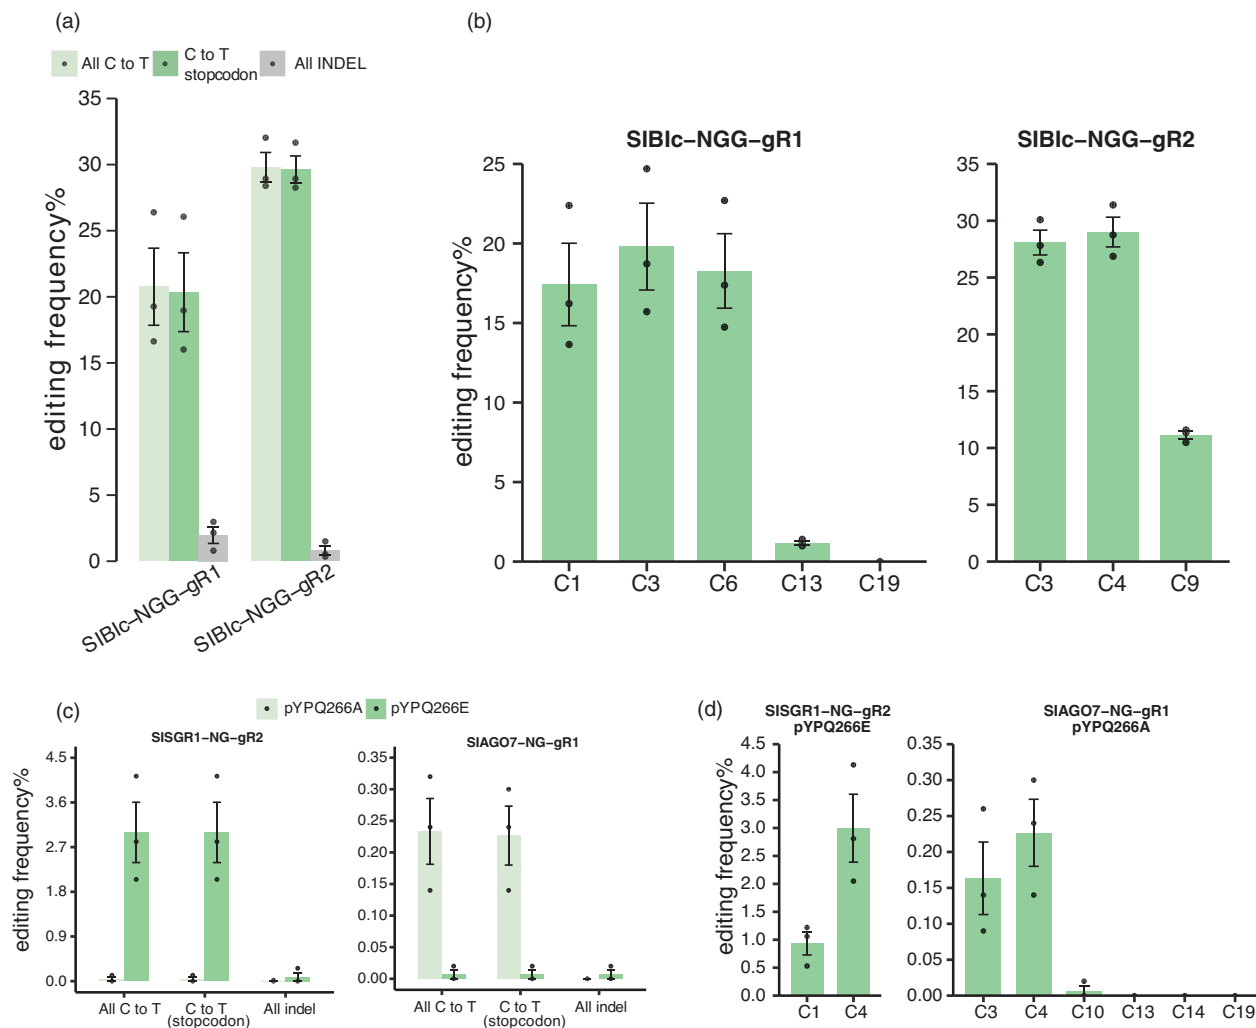 (a)
All C to T
C to T
stopcodon
All INDEL
editing frequency%
35
30
25
20
15
10
5
0
SlBlc–NGG–gR1
SlBlc–NGG–gR2
(b)
SlBlc–NGG–gR1
editing frequency%
25
20
15
10
5
0
C1 C3 C6 C13 C19
SlBlc–NGG–gR2
35
30
25
20
15
10
5
0
C3 C4 C9
(c)
pYPQ266A pYPQ266E
SlSGR1–NG–gR2
editing frequency%
4.5
3.6
2.7
1.8
0.9
0.0
All C to T C to T All indel
(stopcodon)
SlAGO7–NG–gR1
0.35
0.30
0.25
0.20
0.15
0.10
0.05
0.00
All C to T C to T All indel
(stopcodon)
(d)
SlSGR1–NG–gR2
pYPQ266E
editing frequency%
4.5
4.0
3.5
3.0
2.5
2.0
1.5
1.0
0.5
0.0
C1 C4
SlAGO7–NG–gR1
pYPQ266A
0.35
0.30
0.25
0.20
0.15
0.10
0.05
0.00
C3 C4 C10 C13 C14 C19